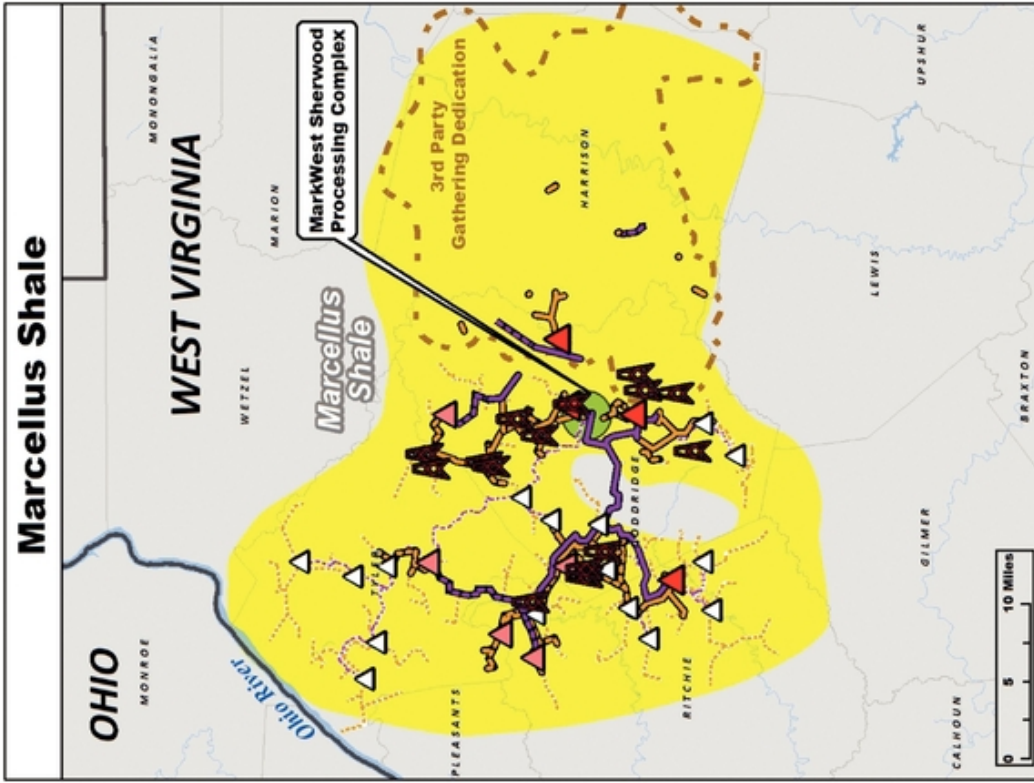 Marcellus Shale
OHIO
MONROE
Ohio River
WEST VIRGINIA
MONONGALIA
MARION
WETZEL
MarkWest Sherwood
Processing Complex
Marcellus
Shale
3rd Party
Gathering Dedication
HARRISON
TYLER
ODDRIDGE
PLEASANTS
RITCHIE
UPSHUR
LEWIS
GILMER
BRAXTON
CALHOUN
0 5 10 Miles